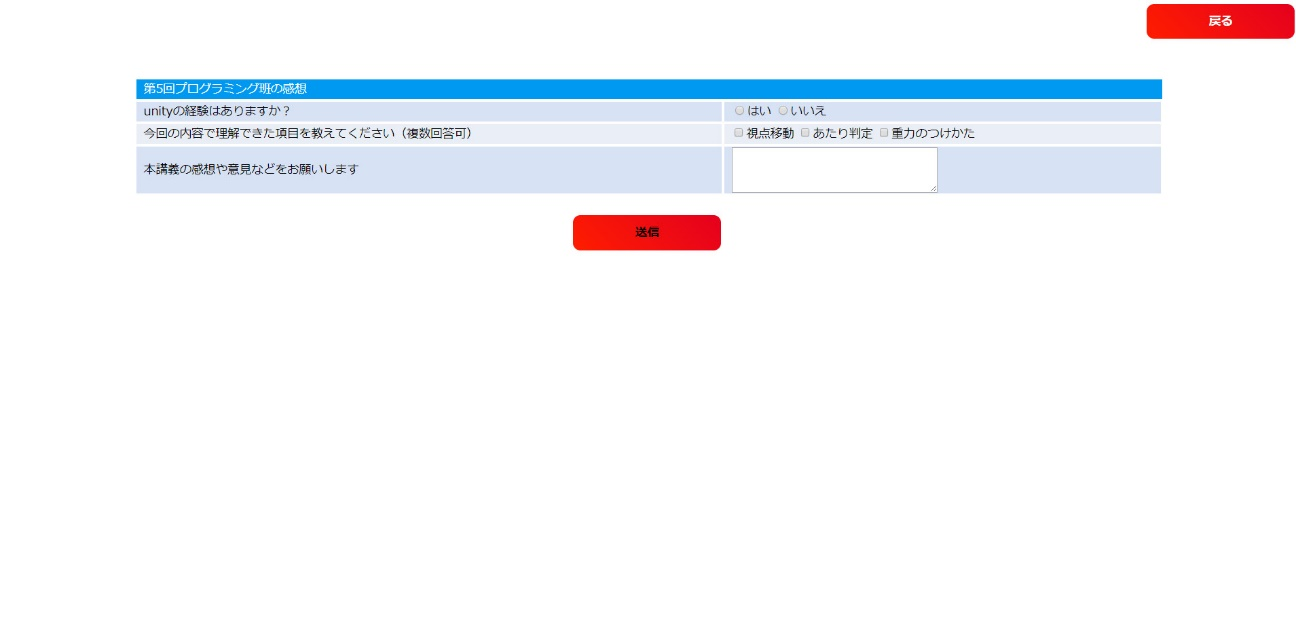 戻る
第5回プログラミング班の感想
unityの経験はありますか？ はい いいえ
今回の内容で理解できた項目を教えてください（複数回答可） 視点移動 あたり判定 重力のつけかた
本講義の感想や意見などをお願いします
送信